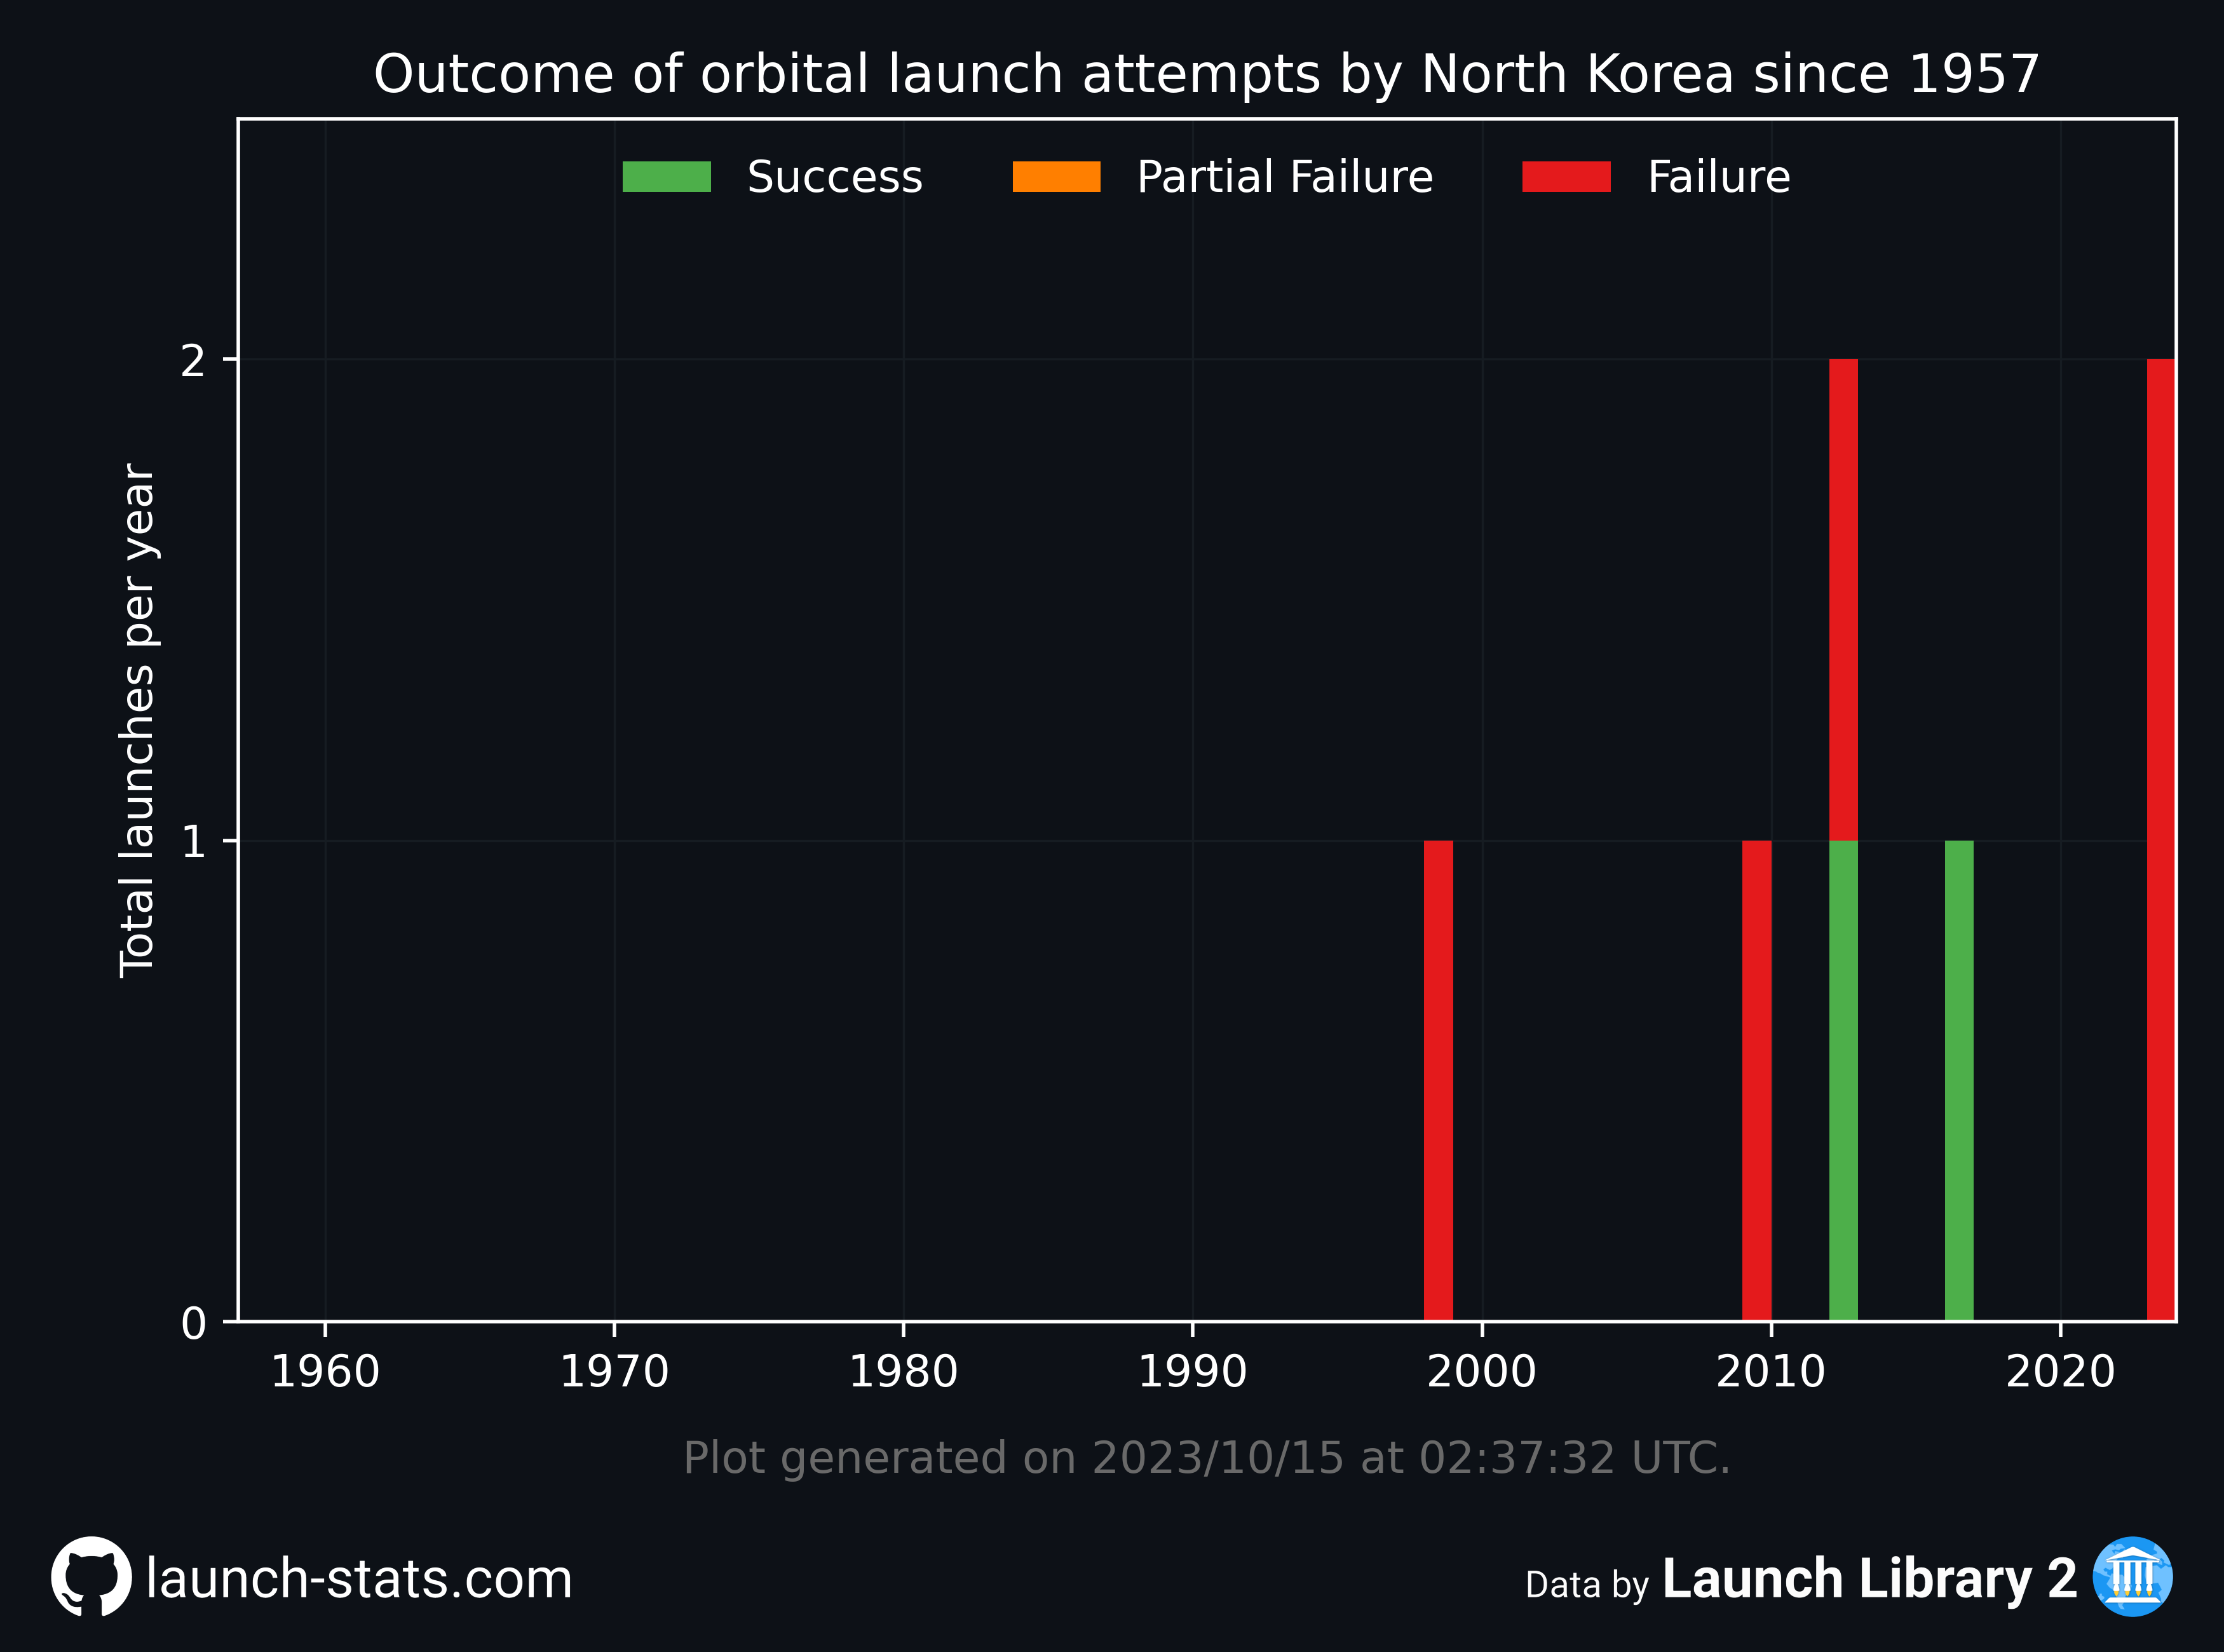 Outcome of orbital launch attempts by North Korea since 1957
Success Partial Failure Failure
Total launches per year
2
1
0
1960 1970 1980 1990 2000 2010 2020
Plot generated on 2023/10/15 at 02:37:32 UTC.
launch-stats.com
Data by Launch Library 2